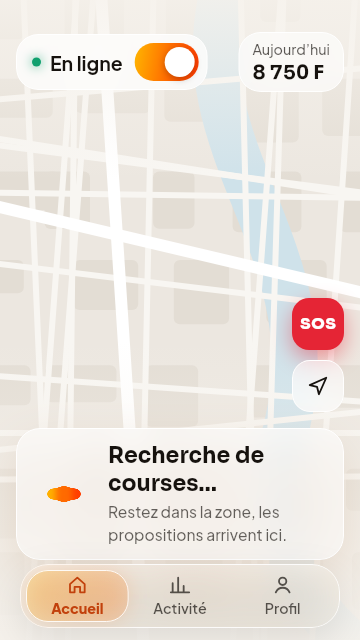 En ligne
Aujourd'hui
8 750 F
SOS
Recherche de
courses...
Restez dans la zone, les
propositions arrivent ici.
Accueil
Activité
Profil